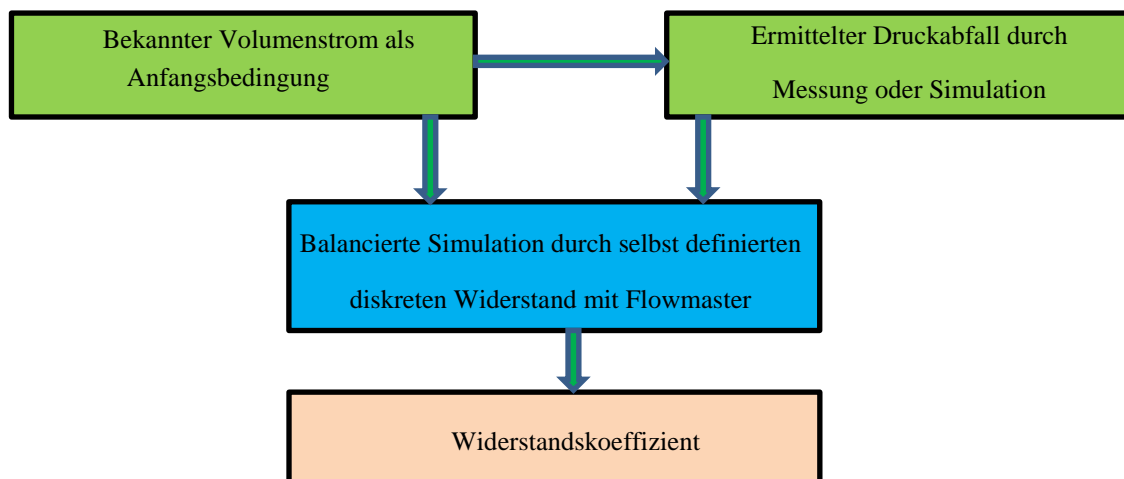 Bekannter Volumenstrom als
Anfangsbedingung
Ermittelter Druckabfall durch
Messung oder Simulation
Balancierte Simulation durch selbst definierten
diskreten Widerstand mit Flowmaster
Widerstandskoeffizient